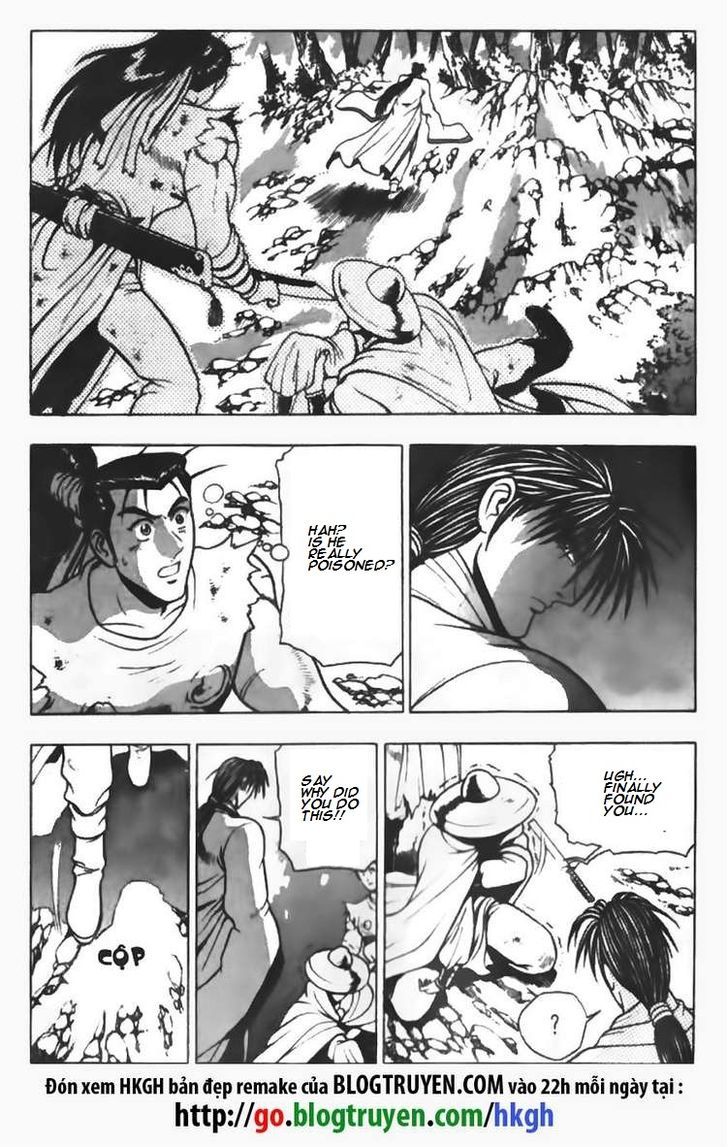 HAH?
IS HE
REALLY
POISONED?
CỘP
SAY
WHY DID
YOU DO
THIS!!
UGH...
FINALLY
FOUND
YOU...
?
Đón xem HKGH bản đẹp remake của BLOGTRUYEN.COM vào 22h mỗi ngày tại :
http://go.blogtruyen.com/hkgh